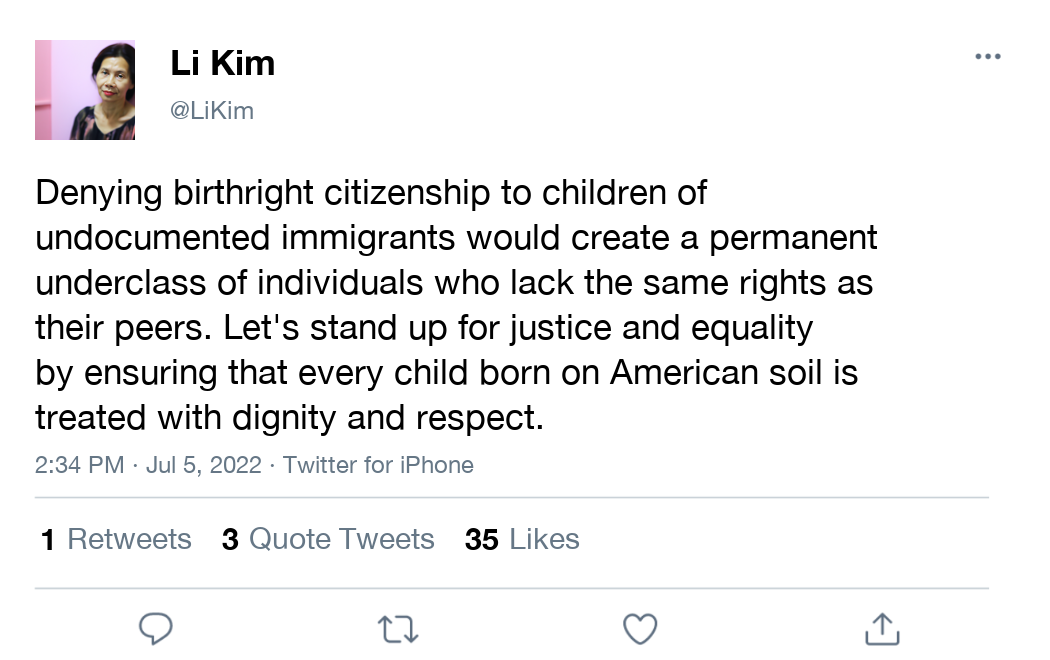 Li Kim
@LiKim
Denying birthright citizenship to children of
undocumented immigrants would create a permanent
underclass of individuals who lack the same rights as
their peers. Let's stand up for justice and equality
by ensuring that every child born on American soil is
treated with dignity and respect.
2:34 PM · Jul 5, 2022 · Twitter for iPhone
1 Retweets 3 Quote Tweets 35 Likes